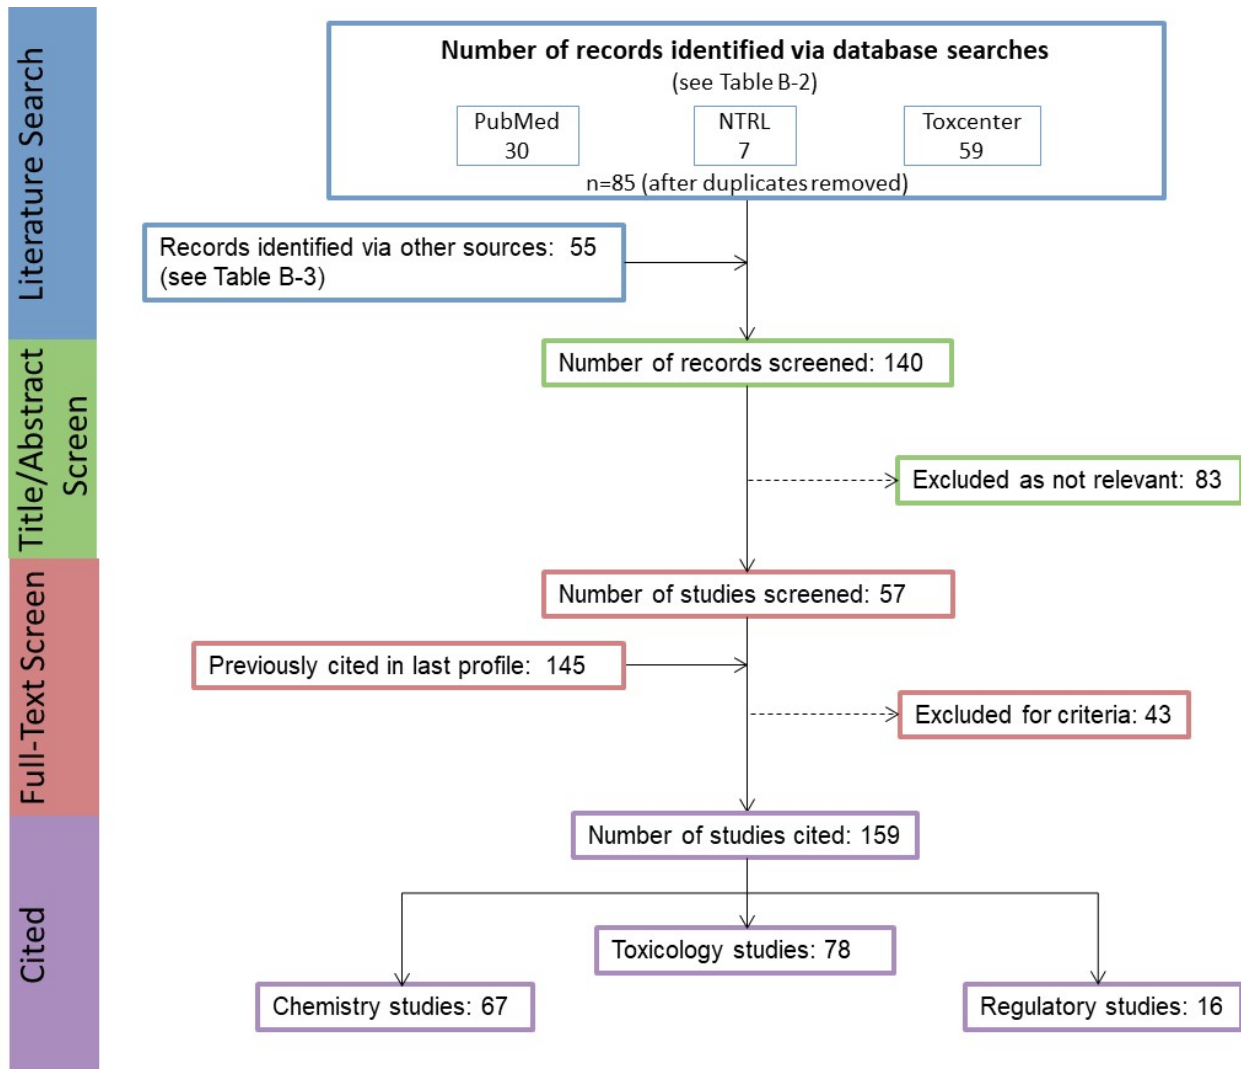 Literature Search
Number of records identified via database searches
(see Table B-2)
PubMed
30
NTRL
7
Toxcenter
59
n=85 (after duplicates removed)
Records identified via other sources: 55
(see Table B-3)
Title/Abstract
Screen
Number of records screened: 140
Excluded as not relevant: 83
Full-Text Screen
Number of studies screened: 57
Previously cited in last profile: 145
Excluded for criteria: 43
Cited
Number of studies cited: 159
Toxicology studies: 78
Chemistry studies: 67
Regulatory studies: 16